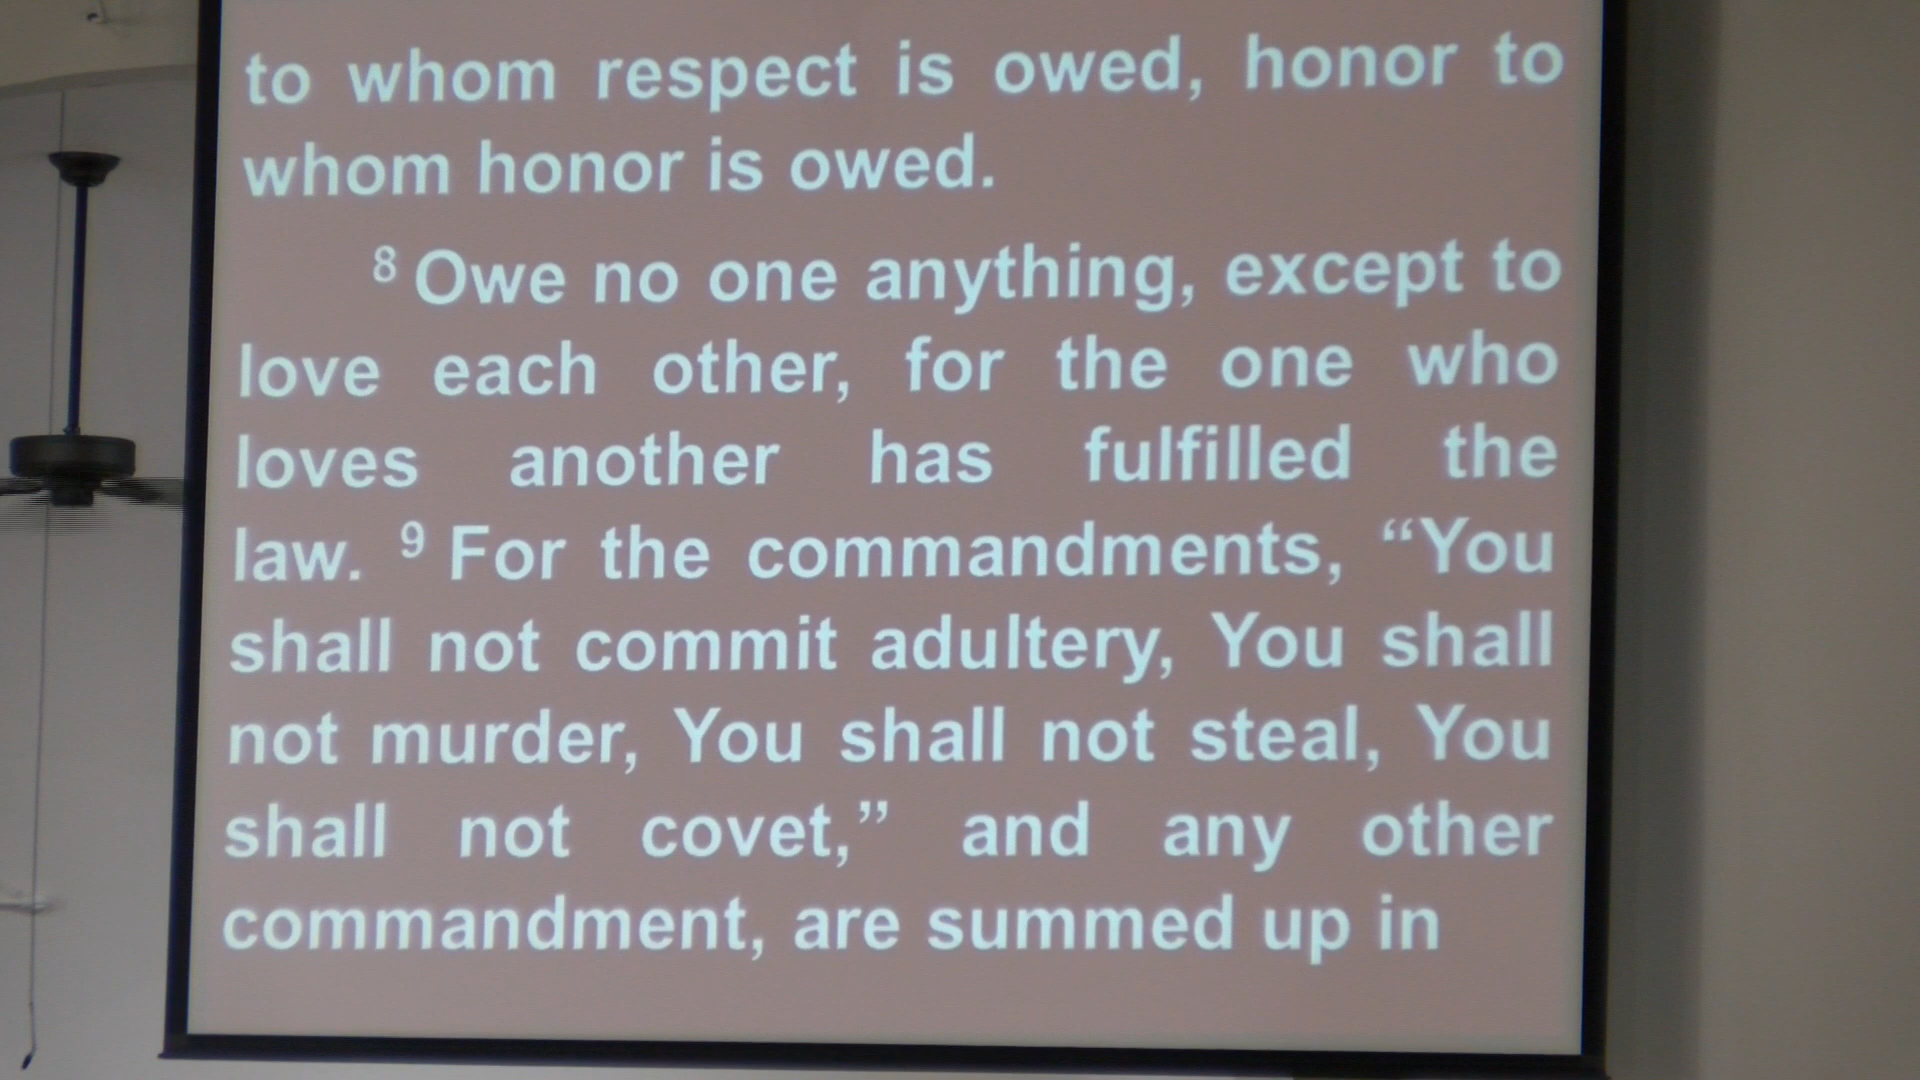 to whom respect is owed, honor to
whom honor is owed.
8 Owe no one anything, except to
love each other, for the one who
loves another has fulfilled the
law. 9 For the commandments, “You
shall not commit adultery, You shall
not murder, You shall not steal, You
shall not covet,” and any other
commandment, are summed up in